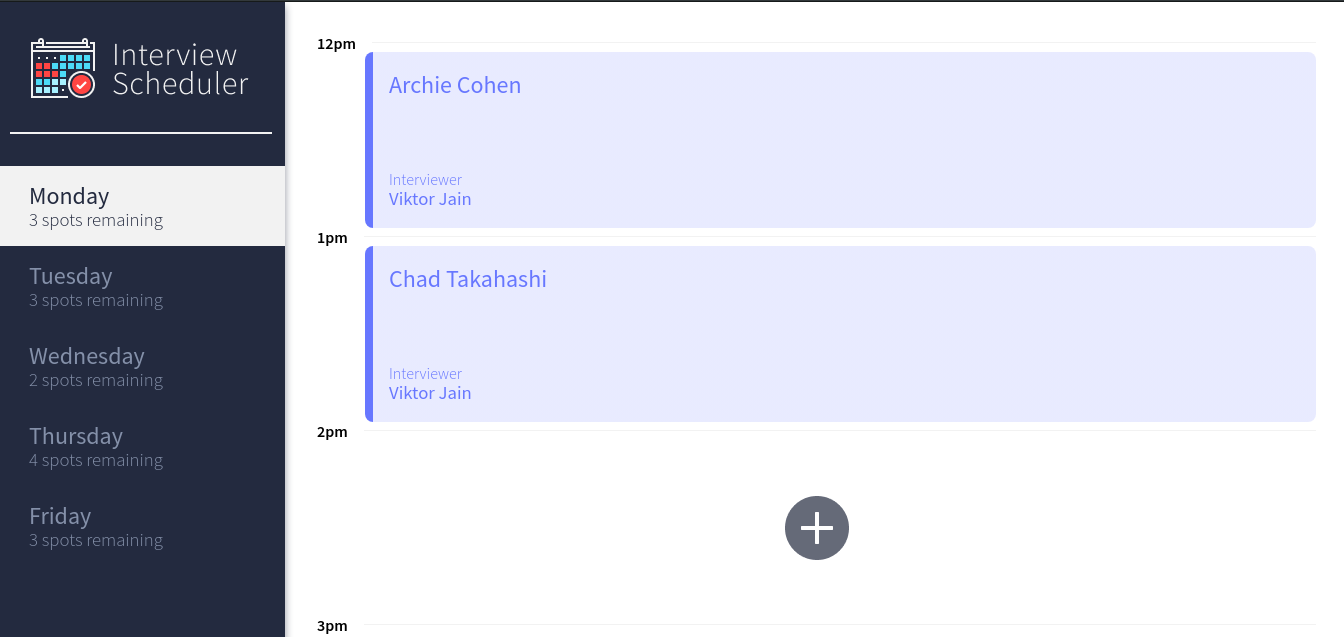 Interview
Scheduler
Monday
3 spots remaining
Tuesday
3 spots remaining
Wednesday
2 spots remaining
Thursday
4 spots remaining
Friday
3 spots remaining
12pm
Archie Cohen
Interviewer
Viktor Jain
1pm
Chad Takahashi
Interviewer
Viktor Jain
2pm
3pm